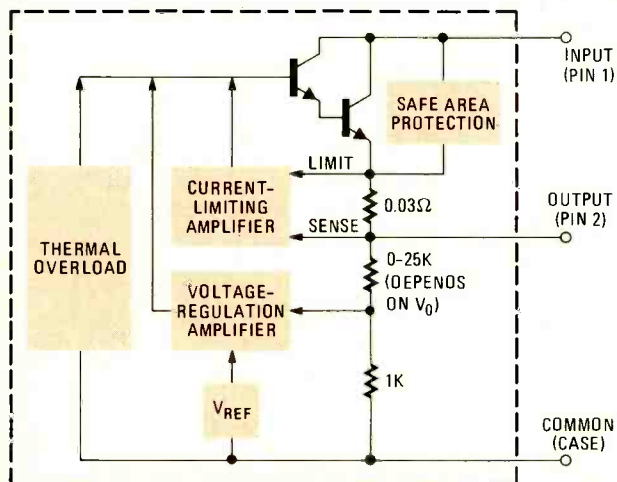 INPUT
(PIN 1)
SAFE AREA
PROTECTION
LIMIT
CURRENT-
LIMITING
AMPLIFIER
0.03Ω
SENSE
OUTPUT
(PIN 2)
THERMAL
OVERLOAD
0-25K
(DEPENOS
ON V0)
VOLTAGE-
REGULATION
AMPLIFIER
1K
VREF
COMMON
(CASE)